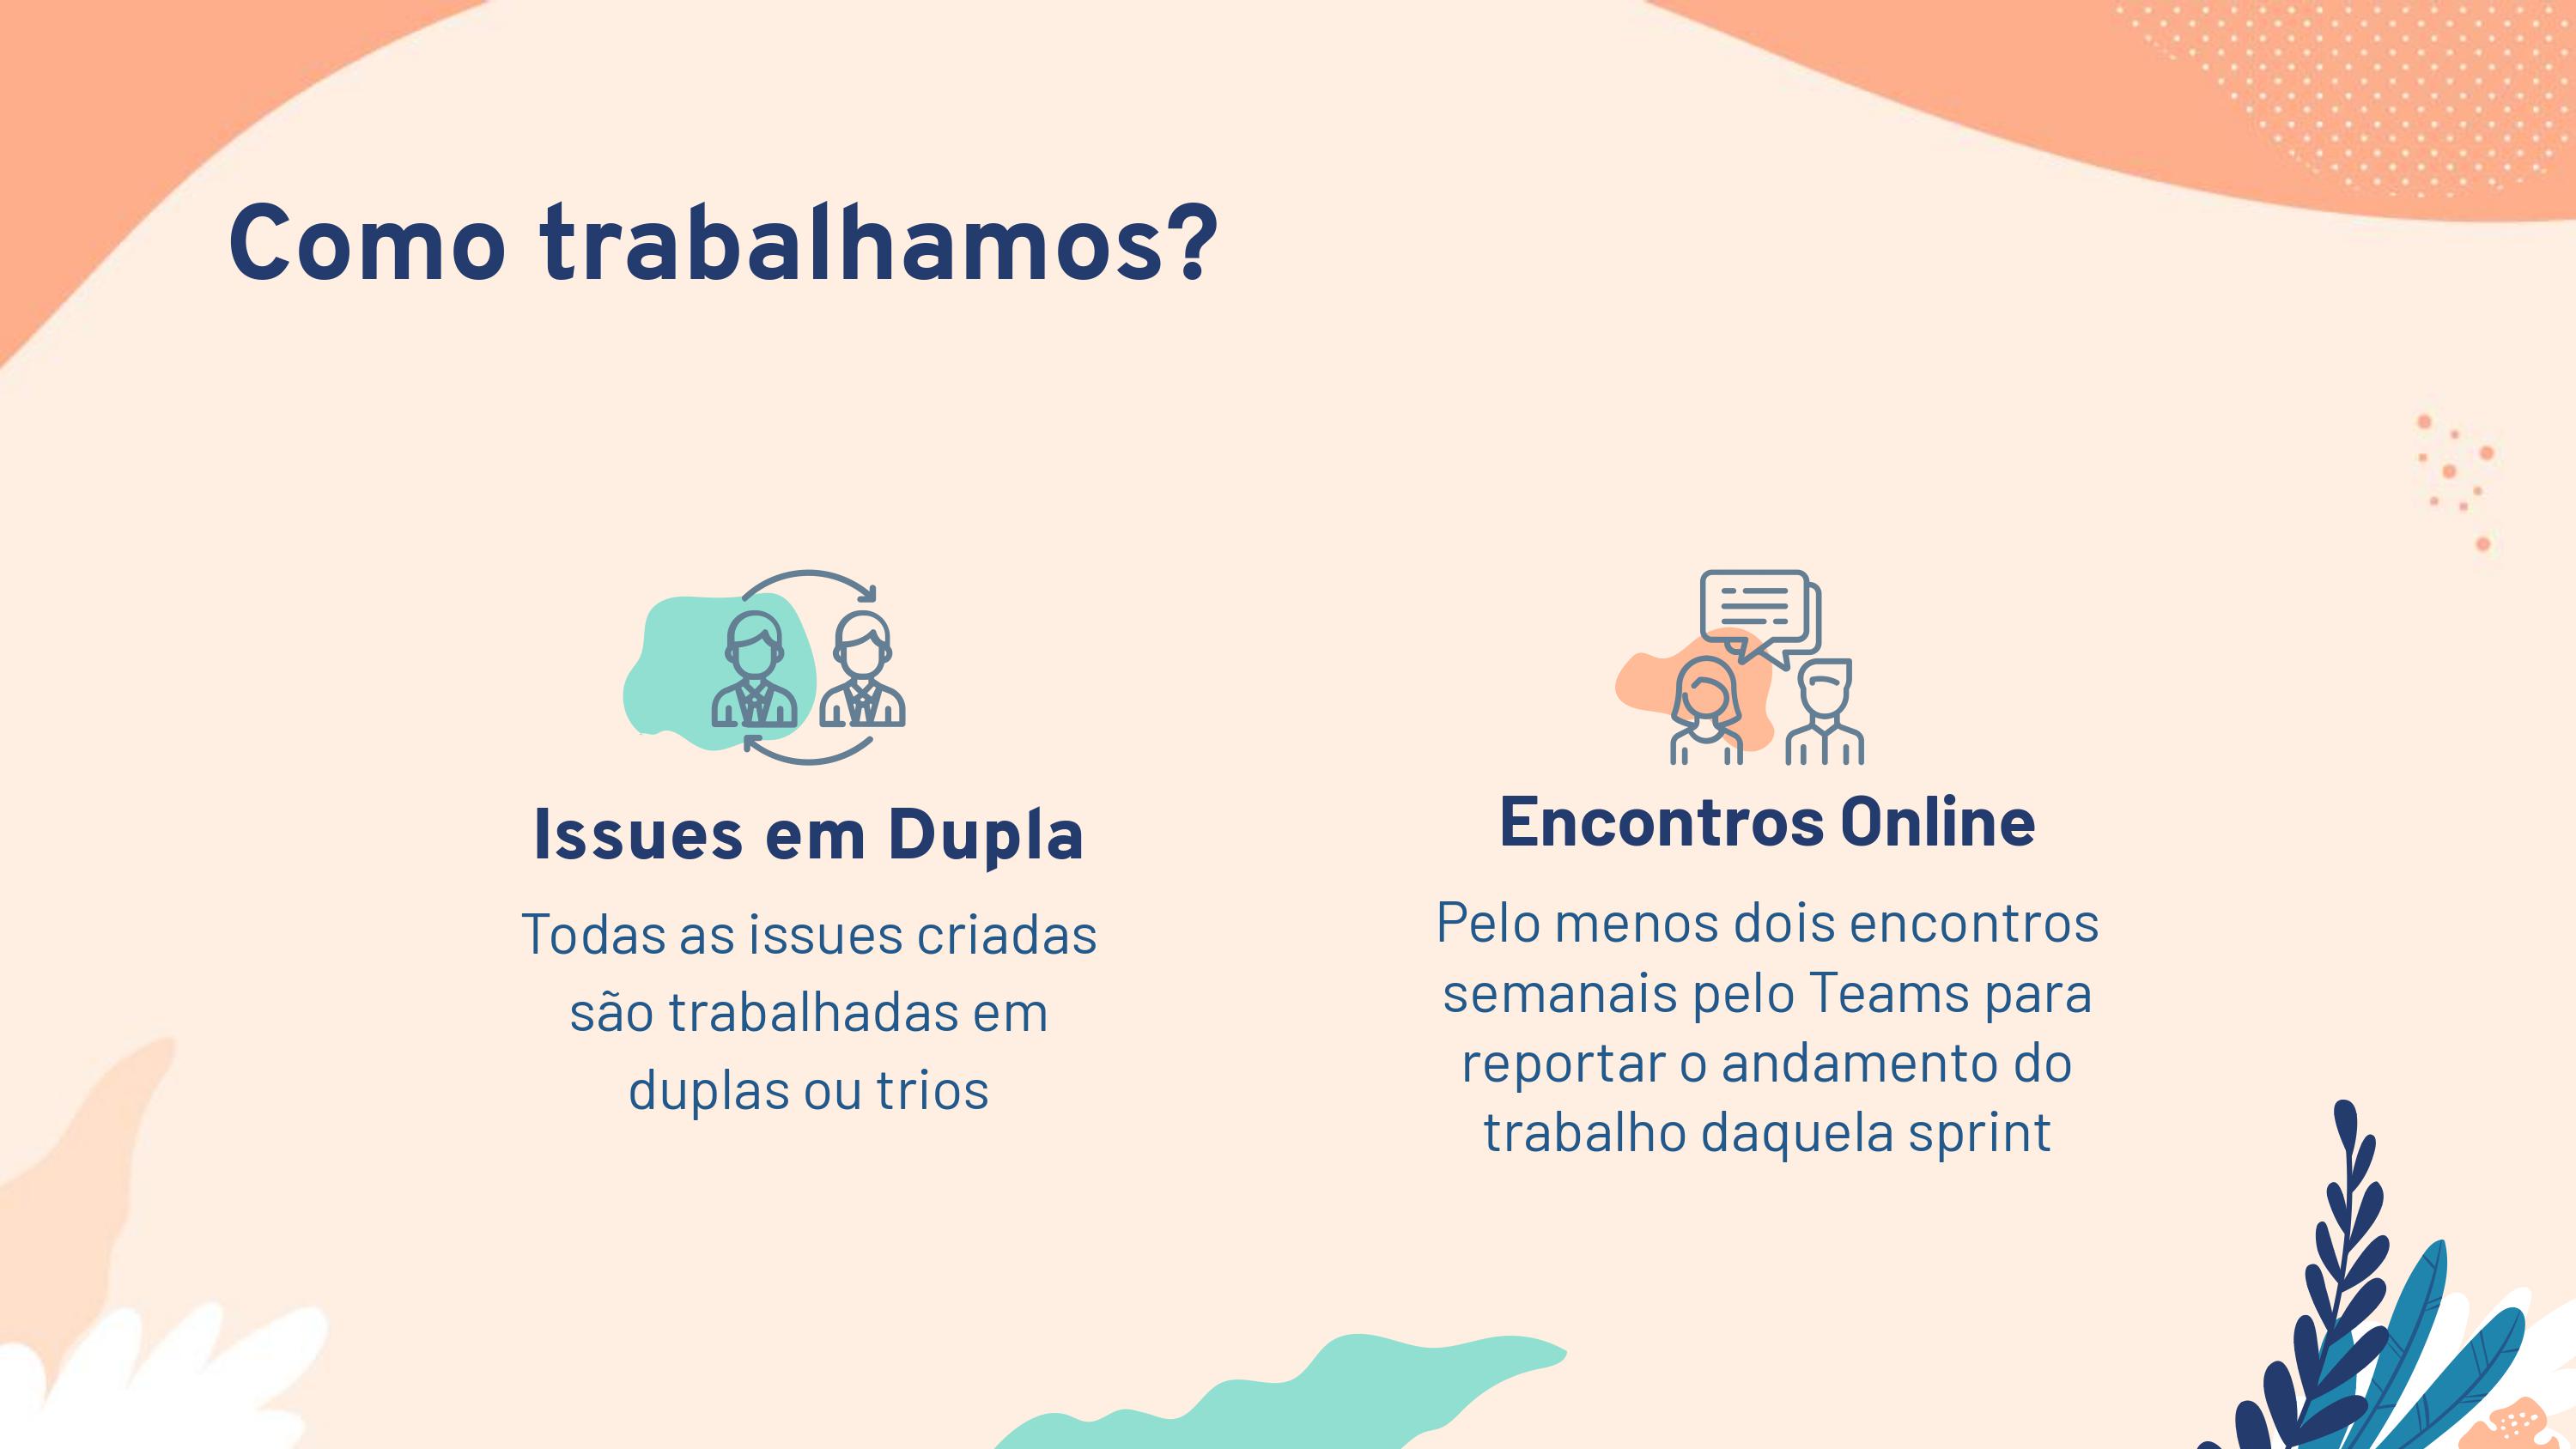 Como trabalhamos?
Issues em Dupla
Todas as issues criadas
são trabalhadas em
duplas ou trios
Encontros Online
Pelo menos dois encontros
semanais pelo Teams para
reportar o andamento do
trabalho daquela sprint